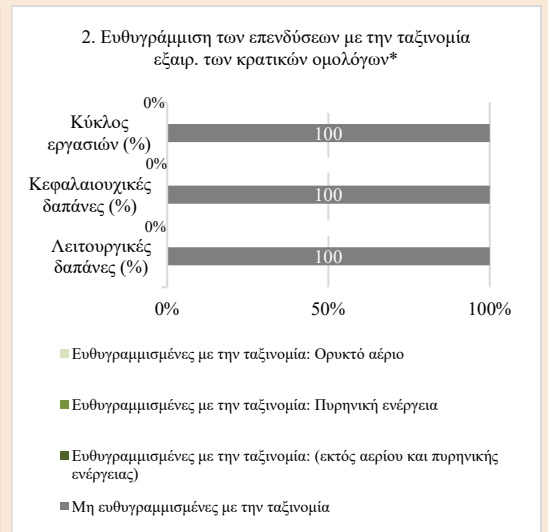 2. Ευθυγράμμιση των επενδύσεων με την ταξινομία
εξαιρ. των κρατικών ομολόγων*
0%
Κύκλος
εργασιών (%)
100
0%
Κεφαλαιουχικές
δαπάνες (%)
100
0%
Λειτουργικές
δαπάνες (%)
100
0%
50%
100%
Ευθυγραμμισμένες με την ταξινομία: Ορυκτό αέριο
Ευθυγραμμισμένες με την ταξινομία: Πυρηνική ενέργεια
Ευθυγραμμισμένες με την ταξινομία: (εκτός αερίου και πυρηνικής
ενέργειας)
Μη ευθυγραμμισμένες με την ταξινομία